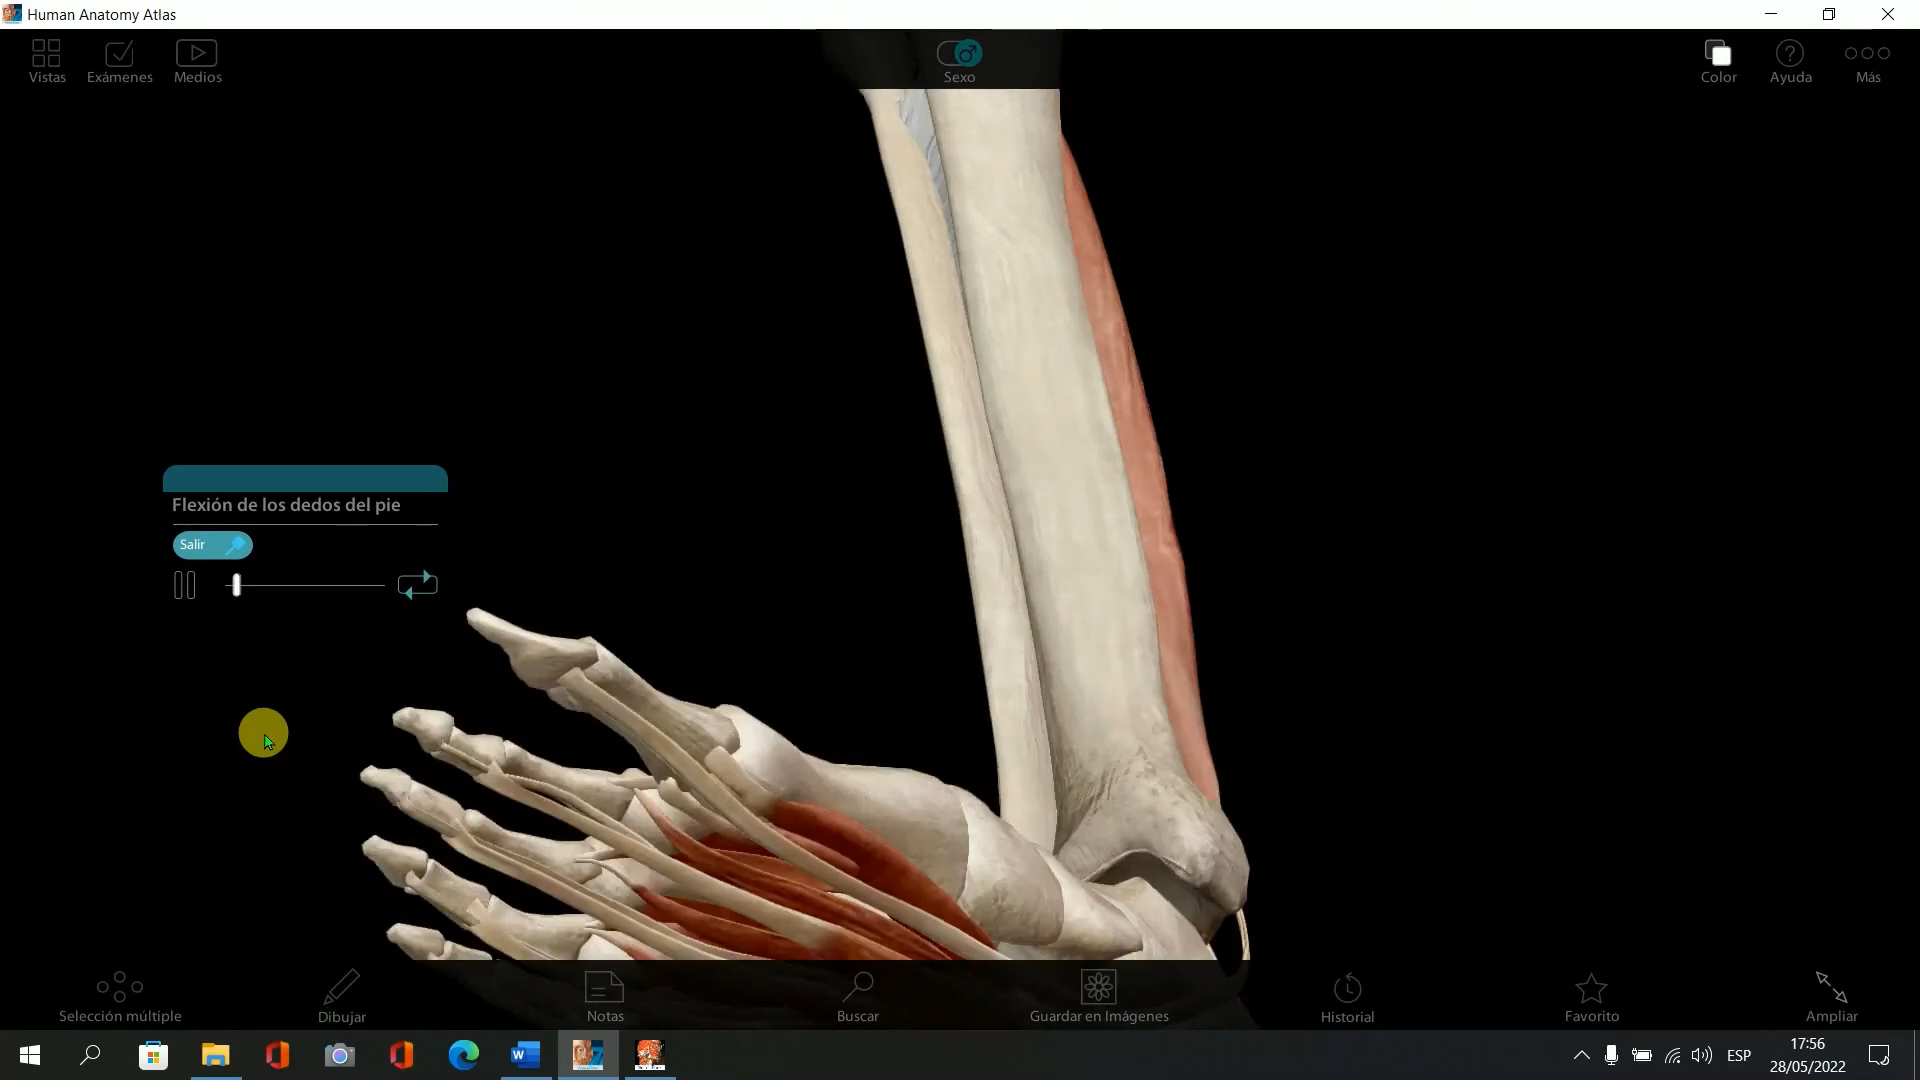 Human Anatomy Atlas
Vistas
Exámenes
Medios
Sexo
Color
Ayuda
Más
Flexión de los dedos del pie
Salir
Selección múltiple
Dibujar
Notas
Buscar
Guardar en Imágenes
Historial
Favorito
Ampliar
ESP
17:56
28/05/2022